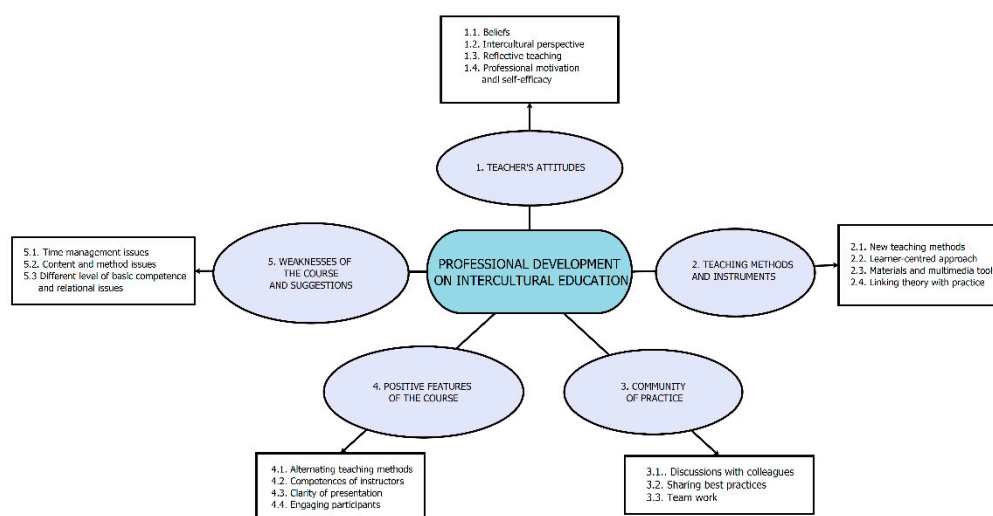 1.1. Beliefs
1.2. Intercultural perspective
1.3. Reflective teaching
1.4. Professional motivation
andl self-efficacy
1. TEACHER'S ATTITUDES
5.1. Time management issues
5.2. Content and method issues
5.3 Different level of basic competence
and relational issues
5. WEAKNESSES OF
THE COURSE
AND SUGGESTIONS
PROFESSIONAL DEVELOPMENT
ON INTERCULTURAL EDUCATION
2. TEACHING METHODS
AND INSTRUMENTS
2.1. New teaching methods
2.2. Learner-centred approach
2.3. Materials and multimedia tool
2.4. Linking theory with practice
4. POSITIVE FEATURES
OF THE COURSE
3. COMMUNITY
OF PRACTICE
4.1. Alternating teaching methods
4.2. Competences of instructors
4.3. Clarity of presentation
4.4. Engaging participants
3.1.. Discussions with colleagues
3.2. Sharing best practices
3.3. Team work